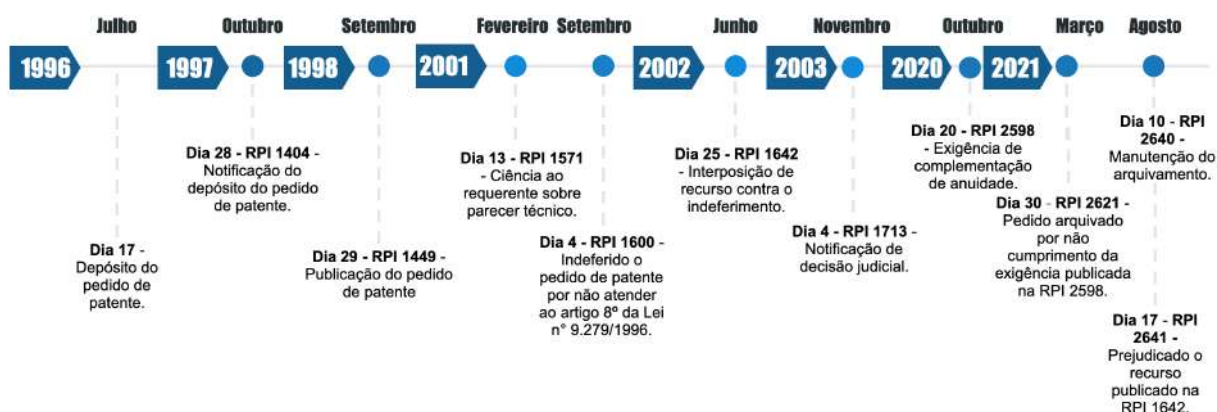 Julho
Outubro
Setembro
Fevereiro
Setembro
Junho
Novembro
Outubro
Março
Agosto
1996
1997
1998
2001
2002
2003
2020
2021
Dia 17 -
Depósito do
pedido de
patente.
Dia 28 - RPI 1404 -
Notificação do
depósito do pedido
de patente.
Dia 29 - RPI 1449 -
Publicação do pedido
de patente
Dia 13 - RPI 1571
- Ciência ao
requerente sobre
parecer técnico.
Dia 4 - RPI 1600 -
Indeferido o
pedido de patente
por não atender
ao artigo 8º da Lei
n° 9.279/1996.
Dia 25 - RPI 1642
- Interposição de
recurso contra o
indeferimento.
Dia 4 - RPI 1713 -
Notificação de
decisão judicial.
Dia 20 - RPI 2598
- Exigência de
complementação
de anuidade.
Dia 30 - RPI 2621 -
Pedido arquivado
por não
cumprimento da
exigência publicada
na RPI 2598.
Dia 10 - RPI
2640 -
Manutenção do
arquivamento.
Dia 17 - RPI
2641 -
Prejudicado o
recurso
publicado na
RPI 1642.